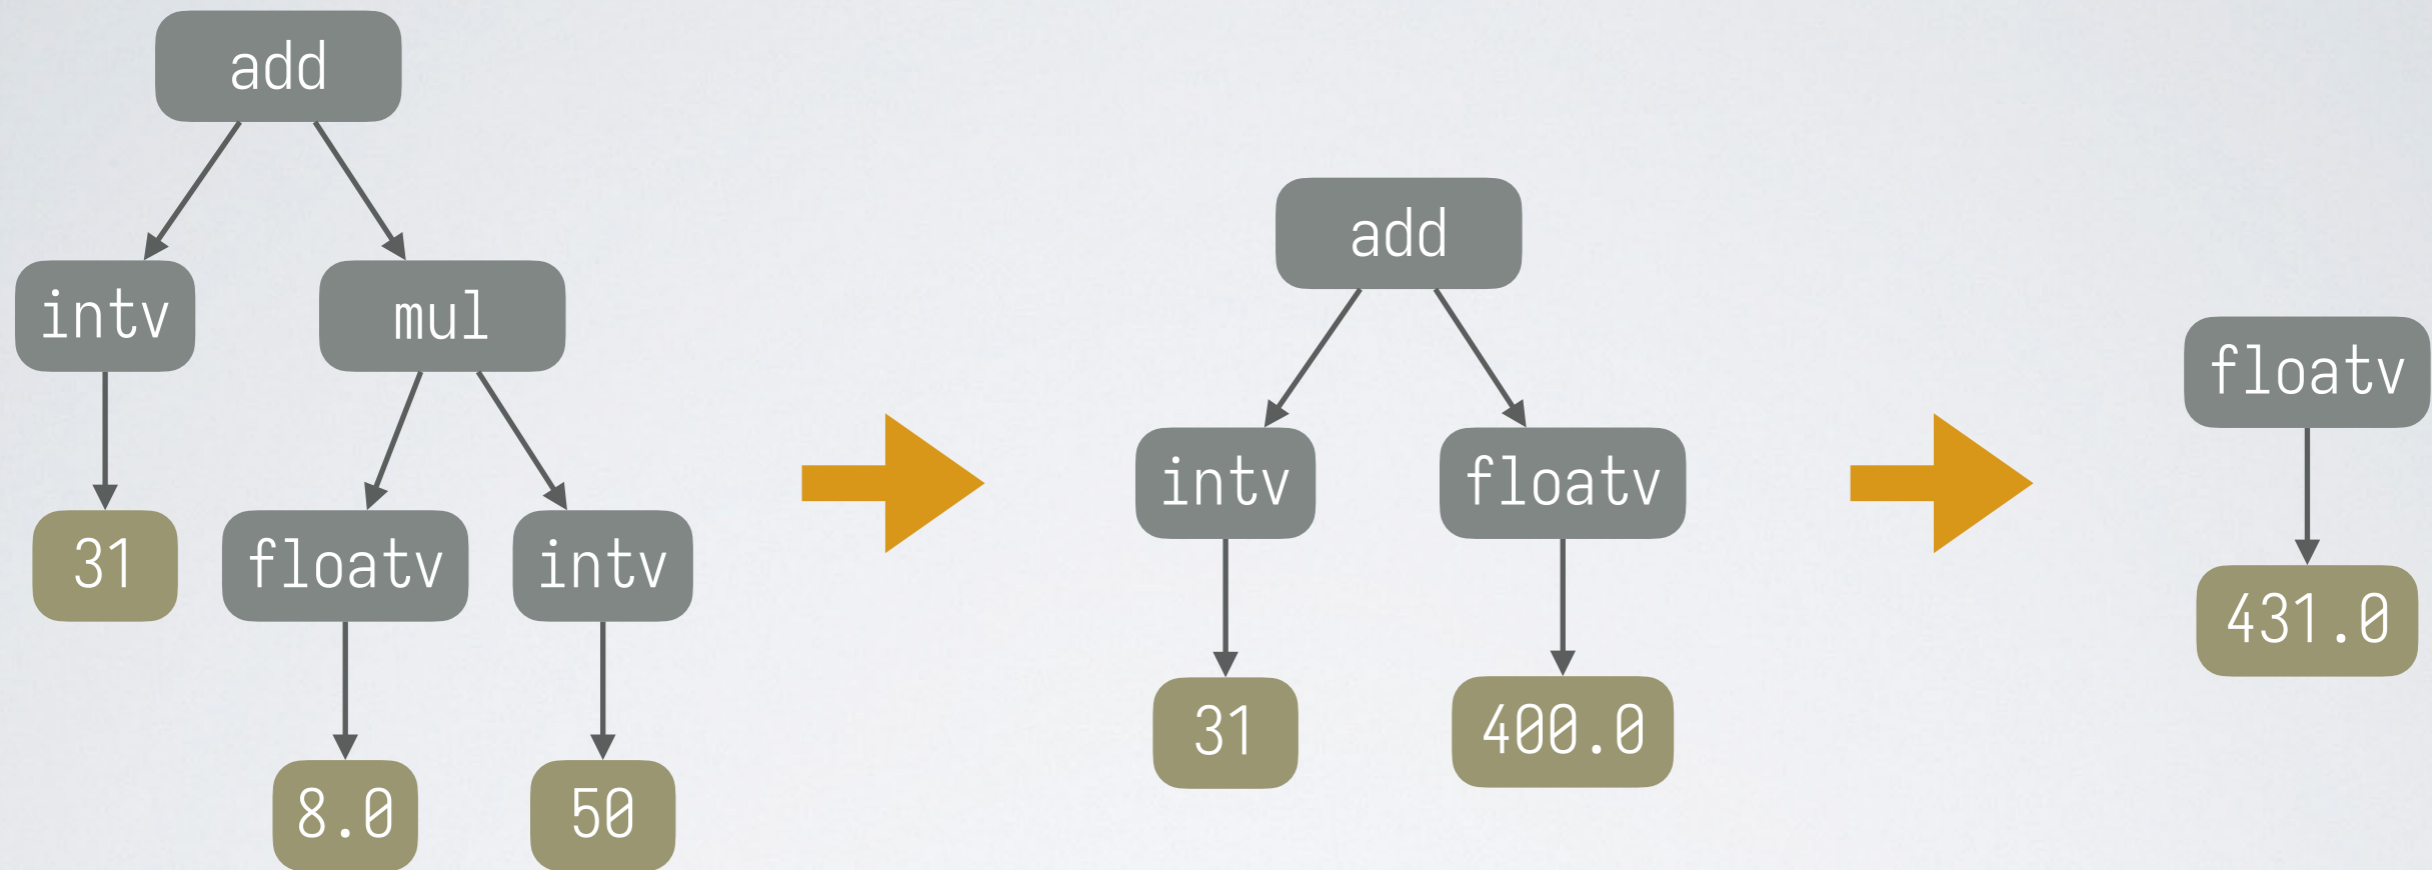 add
intv
mul
31
floatv
intv
8.0
50
add
intv
floatv
31
400.0
floatv
431.0